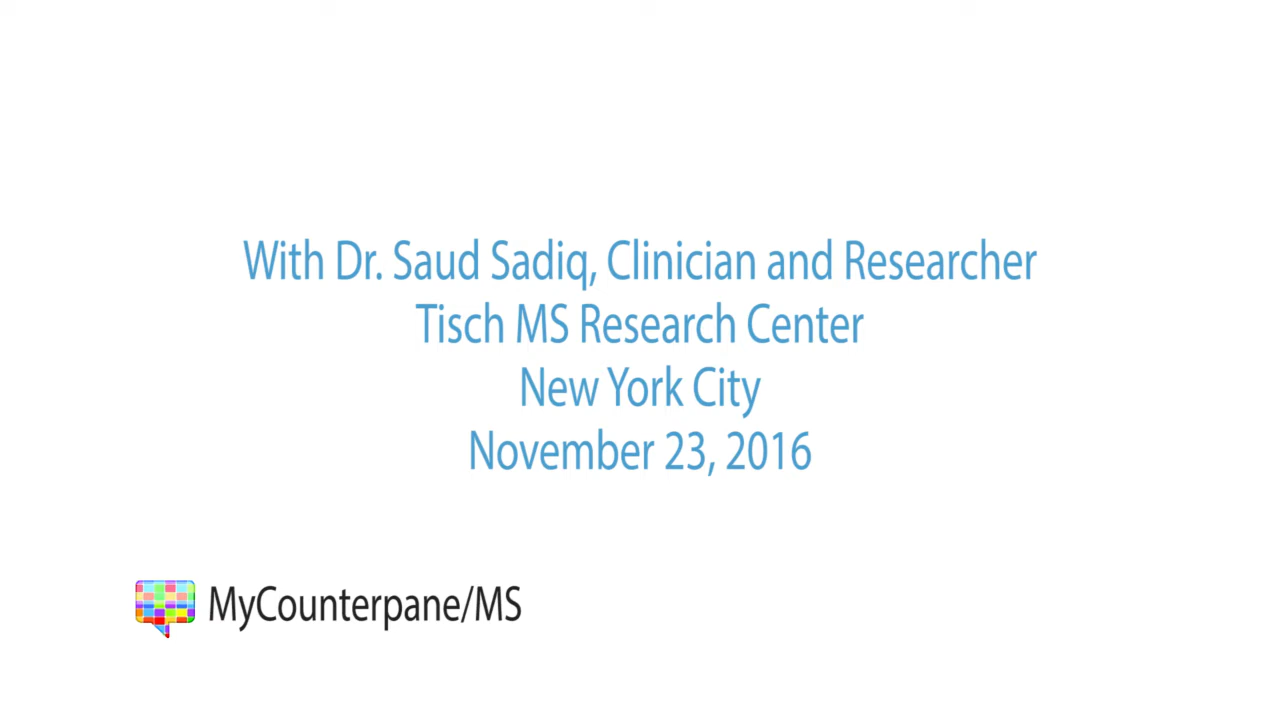 With Dr. Saud Sadiq, Clinician and Researcher
Tisch MS Research Center
New York City
November 23, 2016
MyCounterpane/MS